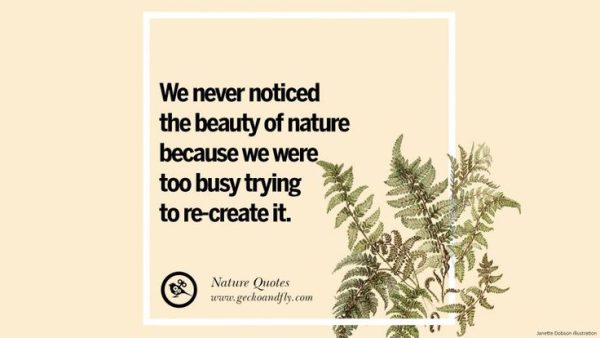 We never noticed
the beauty of nature
because we were
too busy trying
to re-create it.
Nature Quotes
www.geckoandfly.com
Janette Dobson Illustration